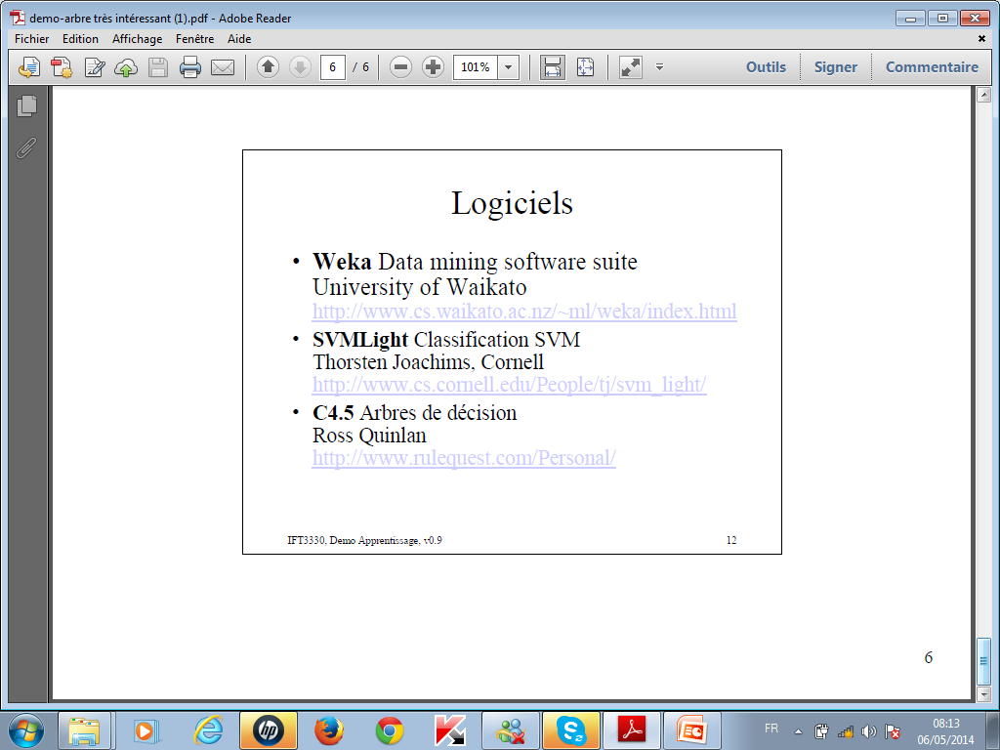 demo-arbre très intéressant (1).pdf - Adobe Reader
Fichier Edition Affichage Fenêtre Aide
6 / 6 101% Outils Signer Commentaire
Logiciels
• Weka Data mining software suite
University of Waikato
http://www.cs.waikato.ac.nz/~ml/weka/index.html
• SVMLight Classification SVM
Thorsten Joachims, Cornell
http://www.cs.cornell.edu/People/tj/svm_light/
• C4.5 Arbres de décision
Ross Quinlan
http://www.rulequest.com/Personal/
IFT3330, Demo Apprentissage, v0.9 12
6
FR 08:13
06/05/2014